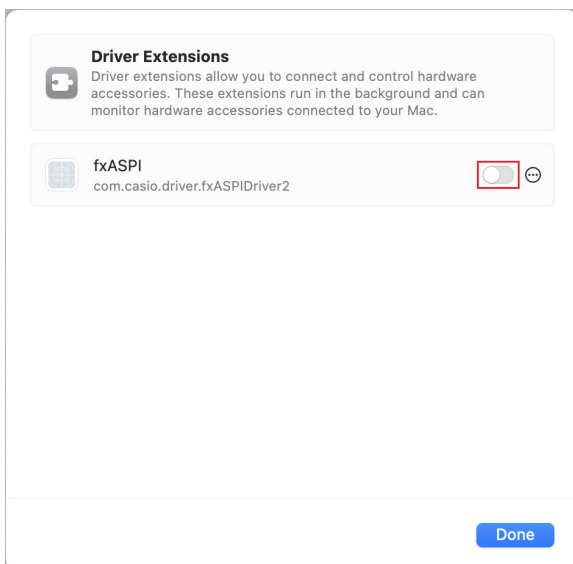 Driver Extensions
Driver extensions allow you to connect and control hardware
accessories. These extensions run in the background and can
monitor hardware accessories connected to your Mac.
fxASPI
com.casio.driver.fxASPIDriver2
Done